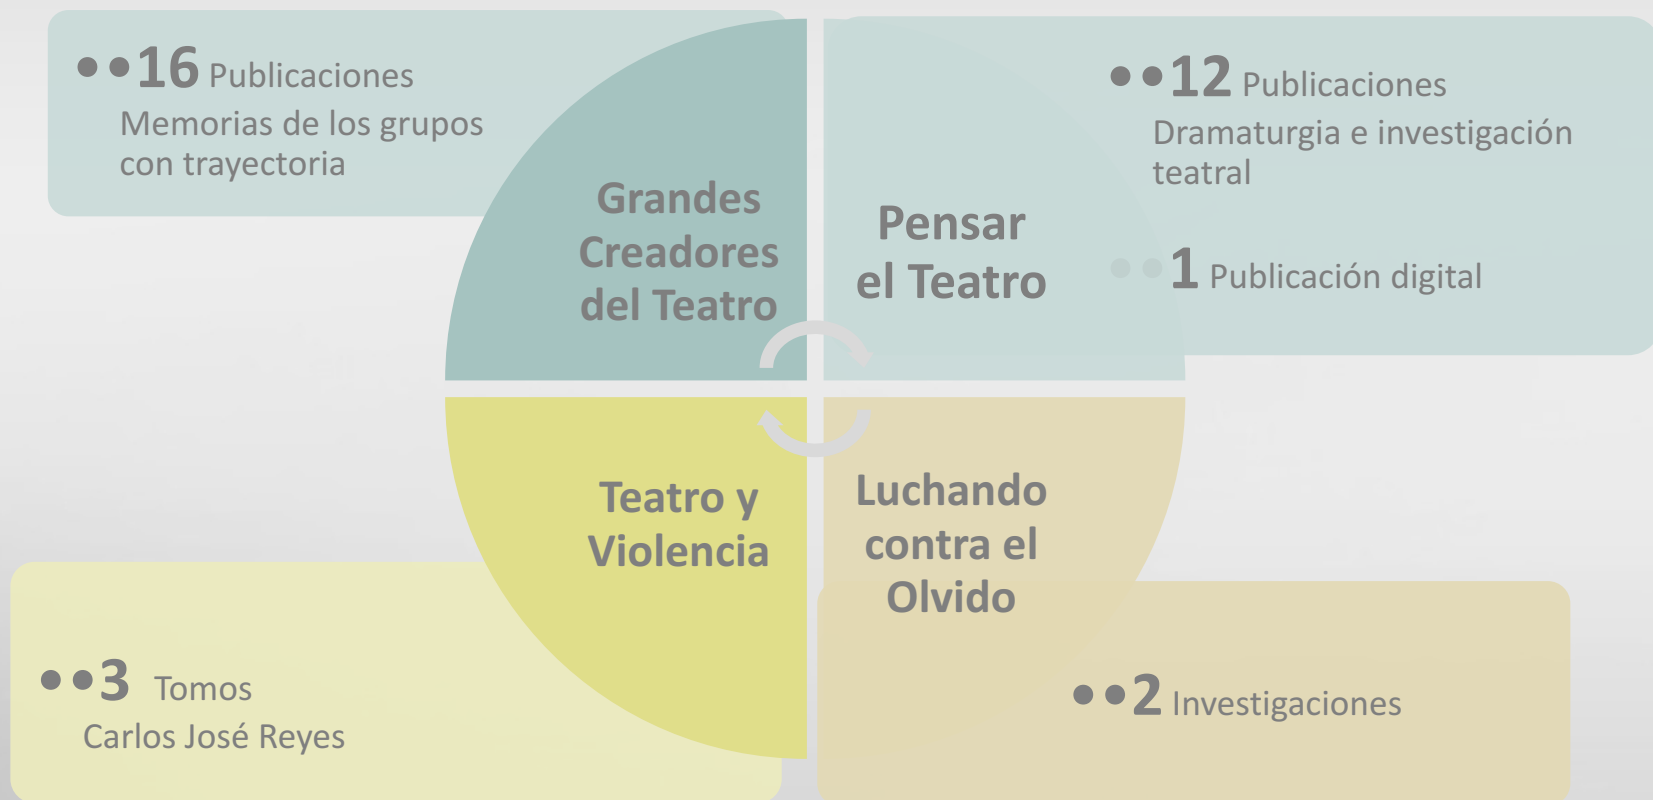 ••16 Publicaciones
Memorias de los grupos
con trayectoria
Grandes
Creadores
del Teatro
Pensar
el Teatro
••12 Publicaciones
Dramaturgia e investigación
teatral
••1 Publicación digital
Teatro y
Violencia
••3 Tomos
Carlos José Reyes
Luchando
contra el
Olvido
••2 Investigaciones